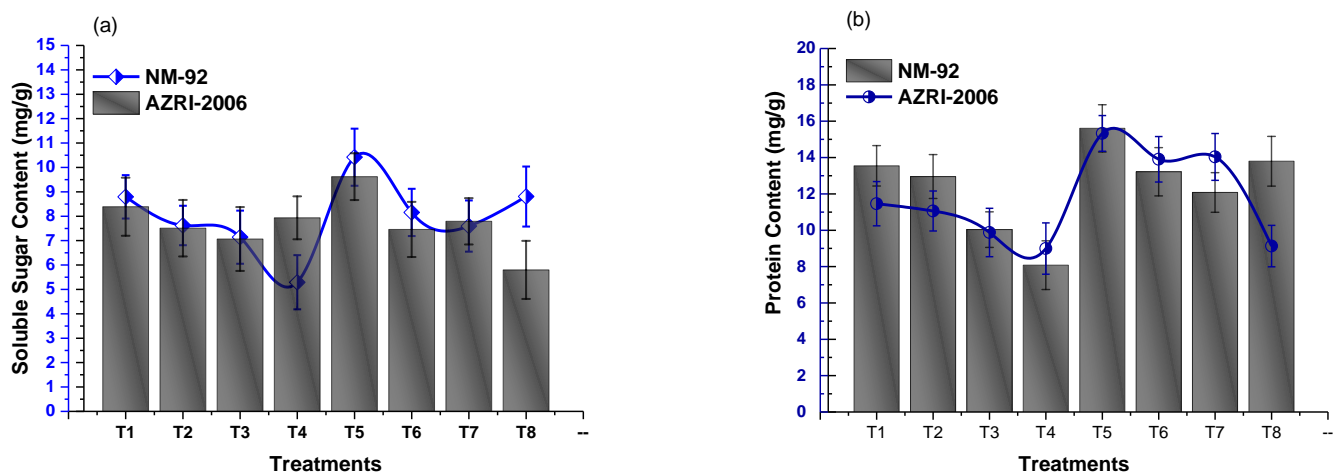 (a)
Soluble Sugar Content (mg/g)
15
14
13
12
11
10
9
8
7
6
5
4
3
2
1
0
NM-92
AZRI-2006
T1 T2 T3 T4 T5 T6 T7 T8 --
Treatments
(b)
Protein Content (mg/g)
20
18
16
14
12
10
8
6
4
2
0
NM-92
AZRI-2006
T1 T2 T3 T4 T5 T6 T7 T8 --
Treatments